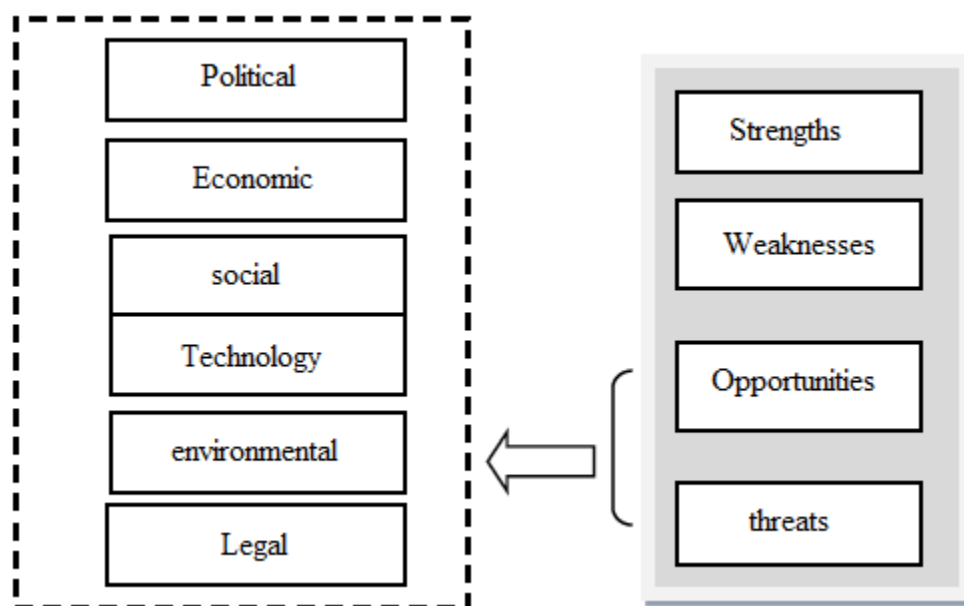 Political
Economic
social
Technology
environmental
Legal
Strengths
Weaknesses
Opportunities
threats